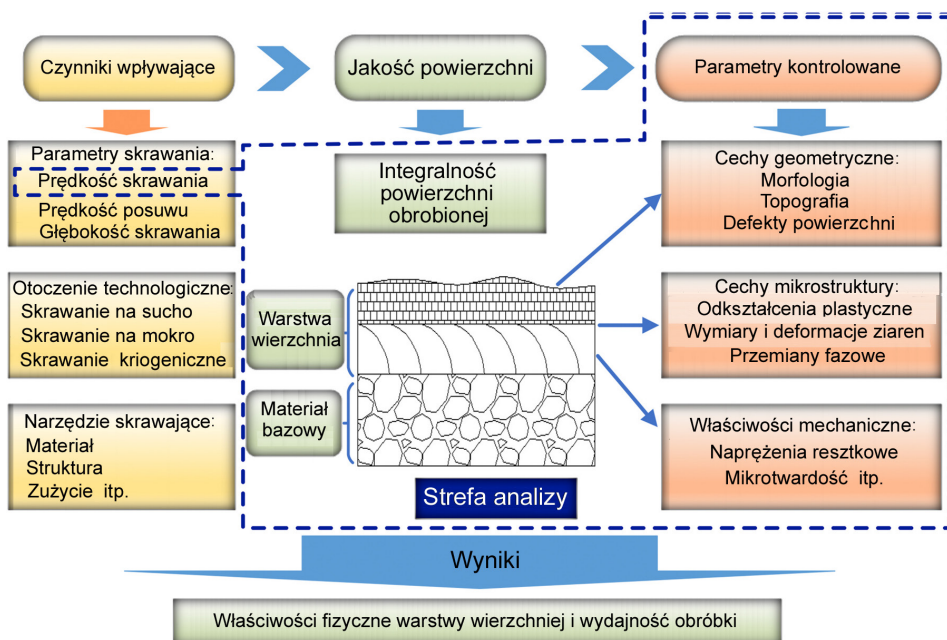 Czynniki wpływające
Jakość powierzchni
Parametry kontrolowane
Parametry skrawania:
Prędkość skrawania
Prędkość posuwu
Głębokość skrawania
Integralność
powierzchni
obrobionej
Cechy geometryczne:
Morfologia
Topografia
Defekty powierzchni
Otoczenie technologiczne:
Skrawanie na sucho
Skrawanie na mokro
Skrawanie kriogeniczne
Warstwa
wierzchnia
Cechy mikrostruktury:
Odkształcenia plastyczne
Wymiary i deformacje ziaren
Przemiany fazowe
Narzędzie skrawające:
Materiał
Struktura
Zużycie itp.
Materiał
bazowy
Właściwości mechaniczne:
Naprężenia resztkowe
Mikrotwardość itp.
Strefa analizy
Wyniki
Właściwości fizyczne warstwy wierzchniej i wydajność obróbki